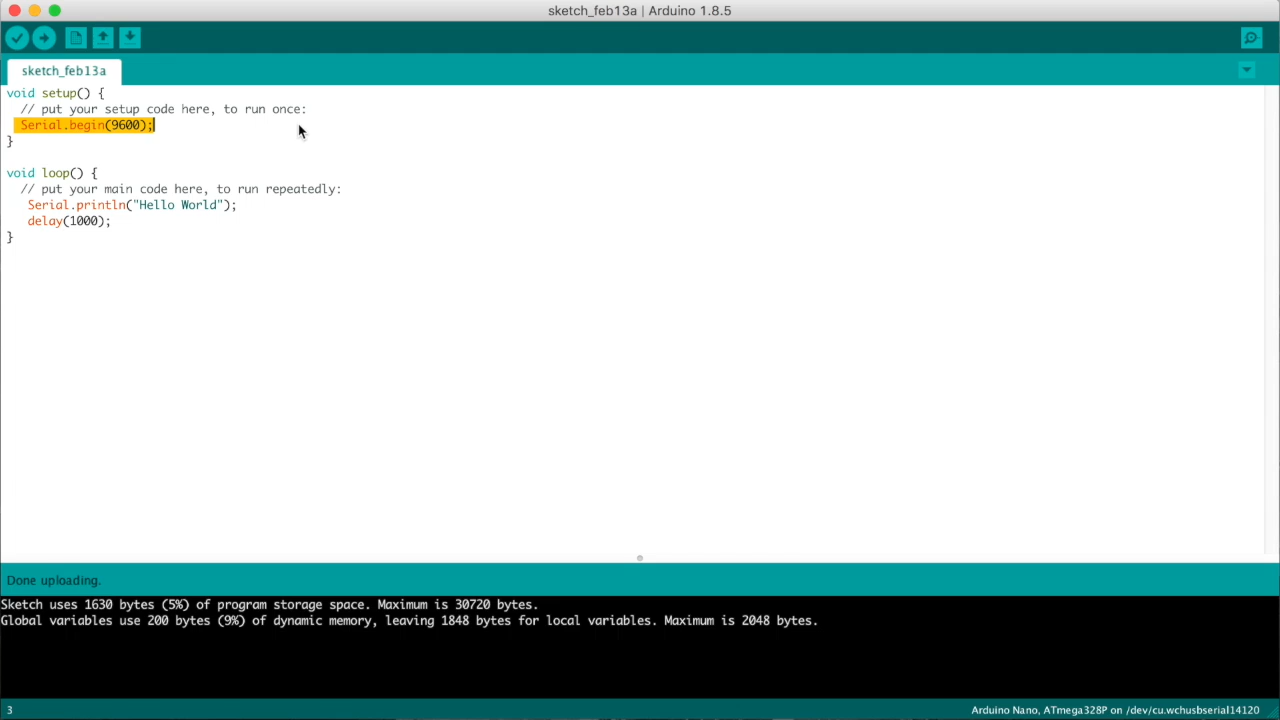 sketch_feb13a | Arduino 1.8.5
sketch_feb13a
void setup() {
  // put your setup code here, to run once:
  Serial.begin(9600);
}
void loop() {
  // put your main code here, to run repeatedly:
   Serial.println("Hello World");
   delay(1000);
}
Done uploading.
Sketch uses 1630 bytes (5%) of program storage space. Maximum is 30720 bytes.
Global variables use 200 bytes (9%) of dynamic memory, leaving 1848 bytes for local variables. Maximum is 2048 bytes.
3
Arduino Nano, ATmega328P on /dev/cu.wchusbserial14120